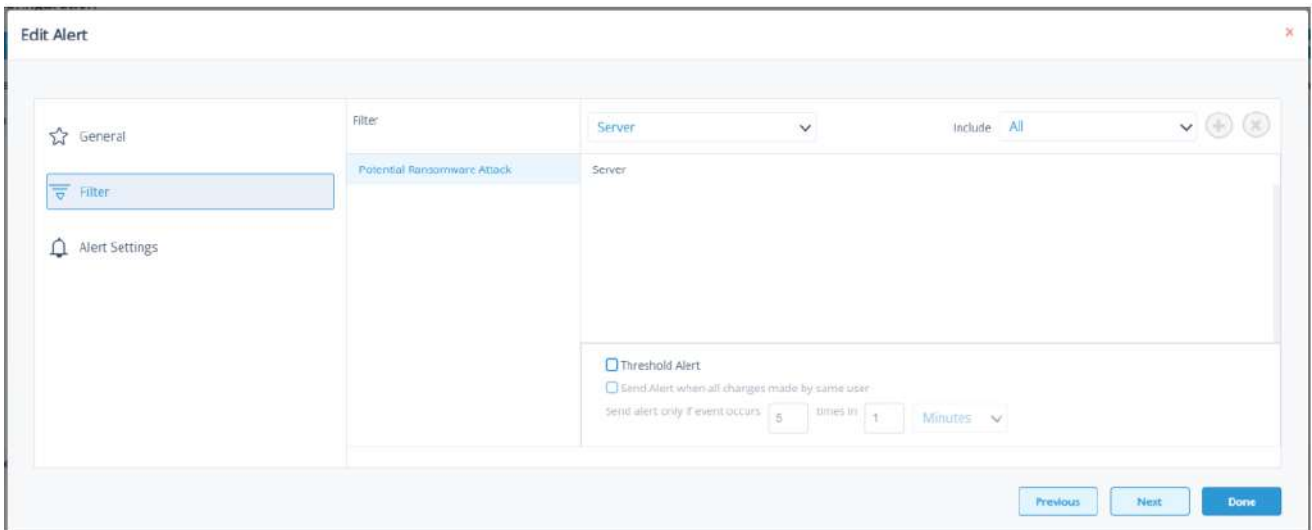 Edit Alert
×
General
Filter
Alert Settings
Filter
Potential Ransomware Attack
Server
Include All
Server
Threshold Alert
Send Alert when all changes made by same user
Send alert only if event occurs 5 times in 1 Minutes
Previous Next Done